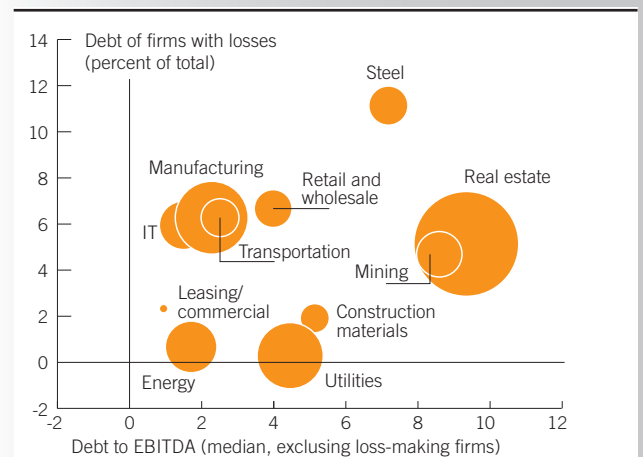 14
Debt of firms with losses
(percent of total)
12
Steel
10
8
Manufacturing
Retail and
wholesale
Real estate
6
IT
Transportation
4
Mining
Leasing/
commercial
2
Construction
materials
0
Energy
Utilities
-2
-2 0 2 4 6 8 10 12
Debt to EBITDA (median, exclusing loss-making firms)